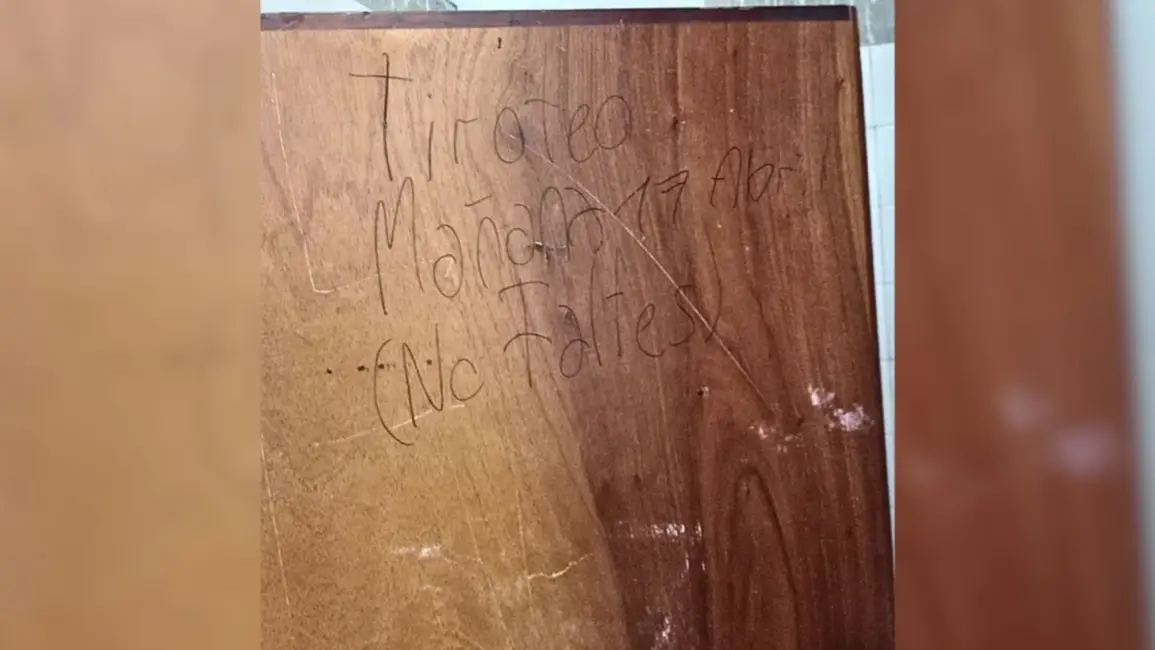 Tiroteo
Mañana 17 Abril
(No Faltes)